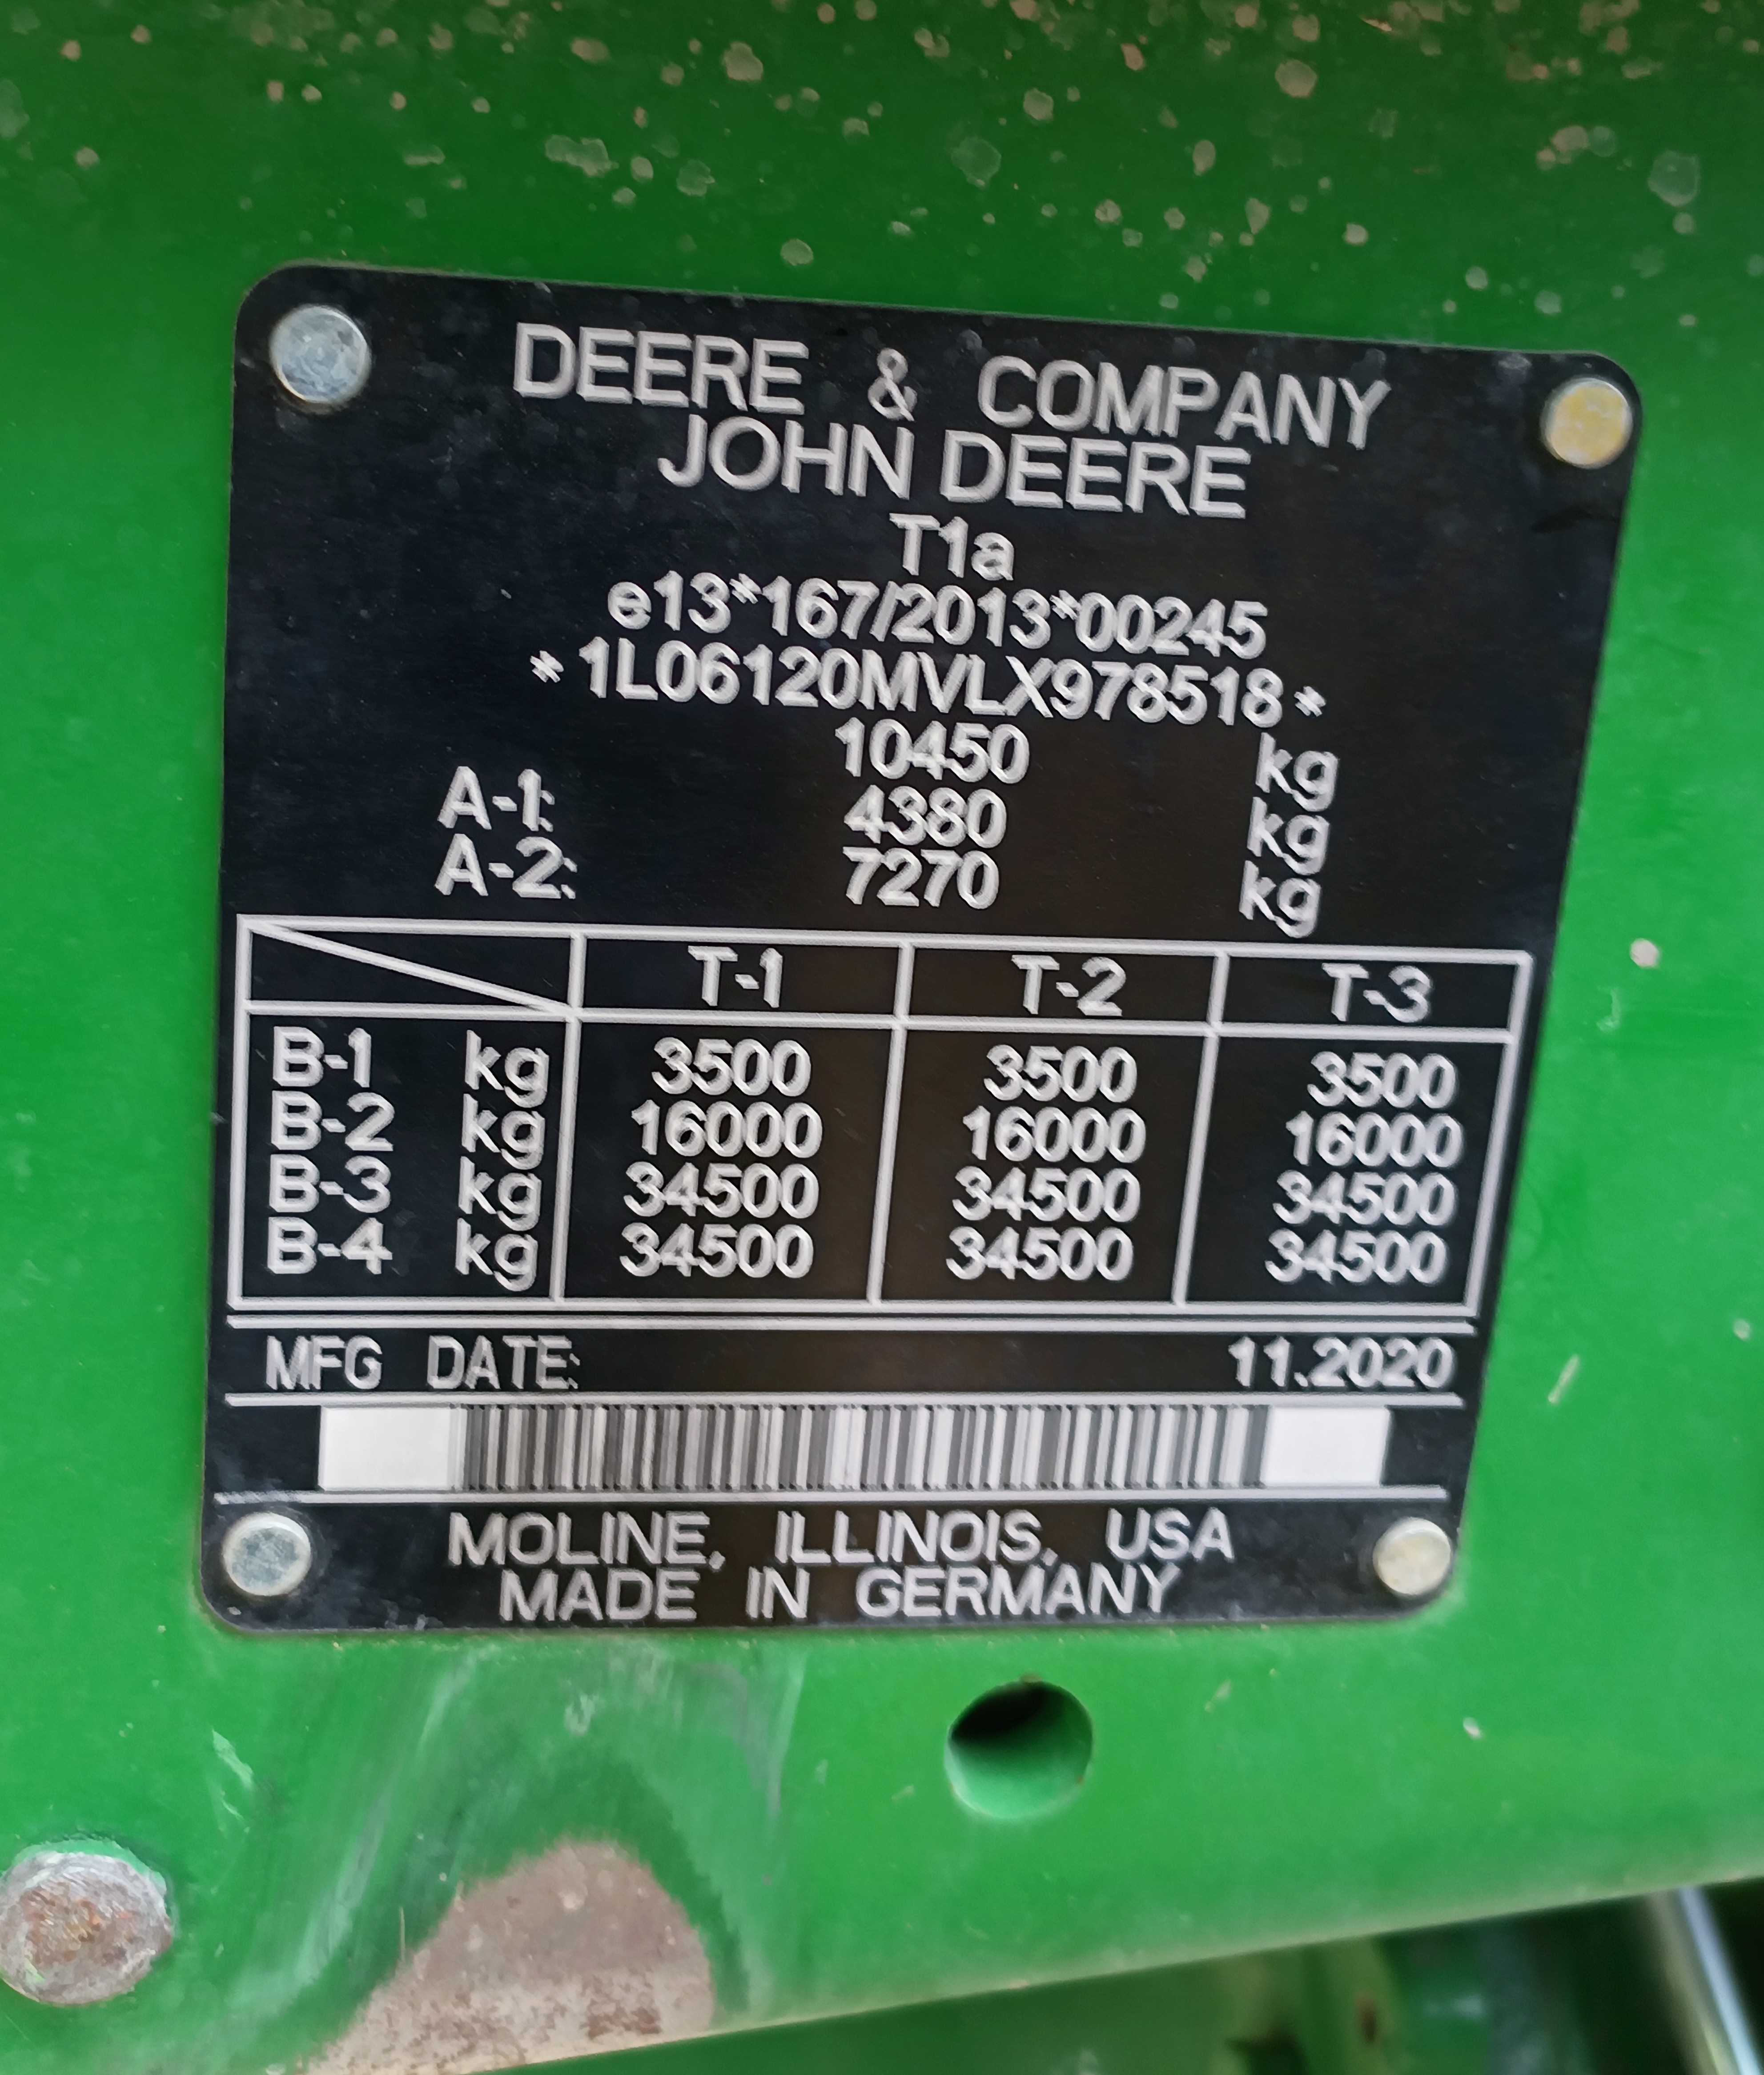 DEERE & COMPANY
JOHN DEERE
T1a
e13*167/2013*00245
* 1L06120MVLX978518 *
10450 kg
A-1: 4380 kg
A-2: 7270 kg
T-1 T-2 T-3
B-1 kg 3500 3500 3500
B-2 kg 16000 16000 16000
B-3 kg 34500 34500 34500
B-4 kg 34500 34500 34500
MFG DATE: 11.2020
MOLINE, ILLINOIS, USA
MADE IN GERMANY